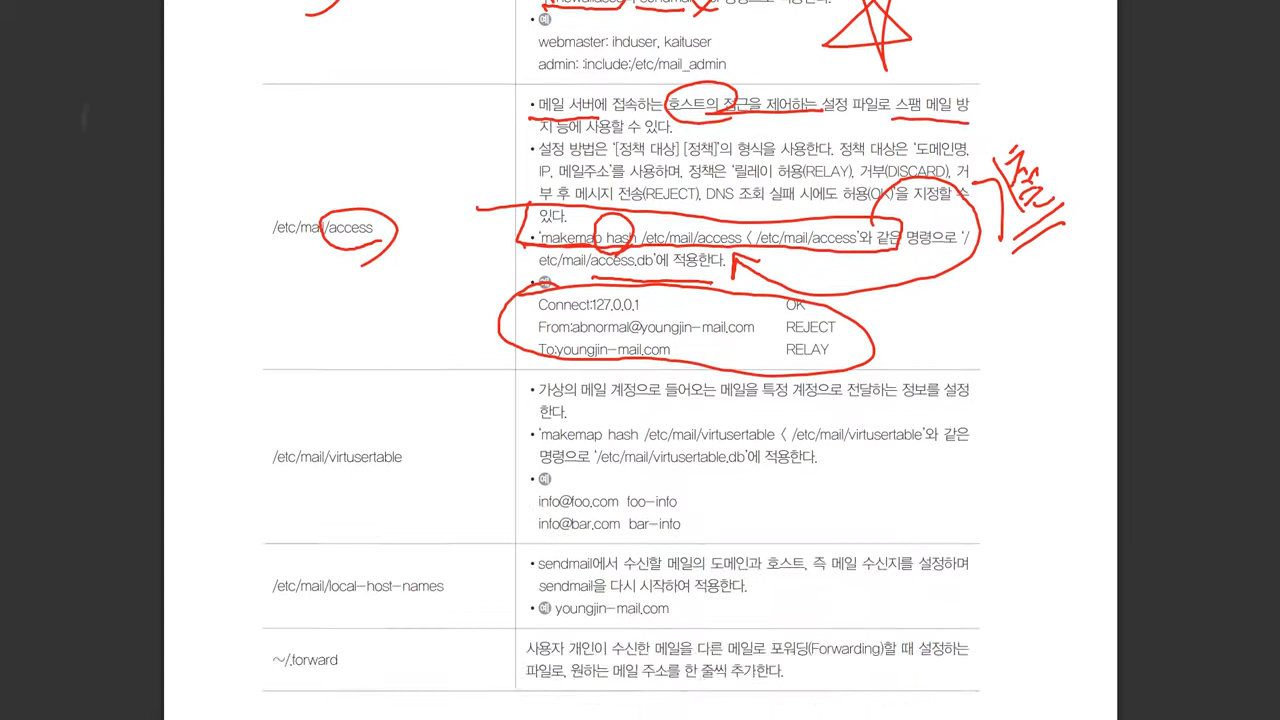 webmaster: ihduser, kaituser
admin: :include:/etc/mail_admin
/etc/mail/access
• 메일 서버에 접속하는 호스트의 접근을 제어하는 설정 파일로 스팸 메일 방
지 등에 사용할 수 있다.
• 설정 방법은 '[정책 대상] [정책]'의 형식을 사용한다. 정책 대상은 '도메인명,
IP, 메일주소'를 사용하며, 정책은 '릴레이 허용(RELAY), 거부(DISCARD), 거
부 후 메시지 전송(REJECT), DNS 조회 실패 시에도 허용(OK)'을 지정할 수
있다.
• 'makemap hash /etc/mail/access < /etc/mail/access'와 같은 명령으로 '/
etc/mail/access.db'에 적용한다.
• 예
Connect:127.0.0.1 OK
From:abnormal@youngjin-mail.com REJECT
To:youngjin-mail.com RELAY
/etc/mail/virtusertable
• 가상의 메일 계정으로 들어오는 메일을 특정 계정으로 전달하는 정보를 설정
한다.
• 'makemap hash /etc/mail/virtusertable < /etc/mail/virtusertable'와 같은
명령으로 '/etc/mail/virtusertable.db'에 적용한다.
• 예
info@foo.com foo-info
info@bar.com bar-info
/etc/mail/local-host-names
• sendmail에서 수신할 메일의 도메인과 호스트, 즉 메일 수신지를 설정하며
sendmail을 다시 시작하여 적용한다.
• 예 youngjin-mail.com
~/.forward
사용자 개인이 수신한 메일을 다른 메일로 포워딩(Forwarding)할 때 설정하는
파일로, 원하는 메일 주소를 한 줄씩 추가한다.